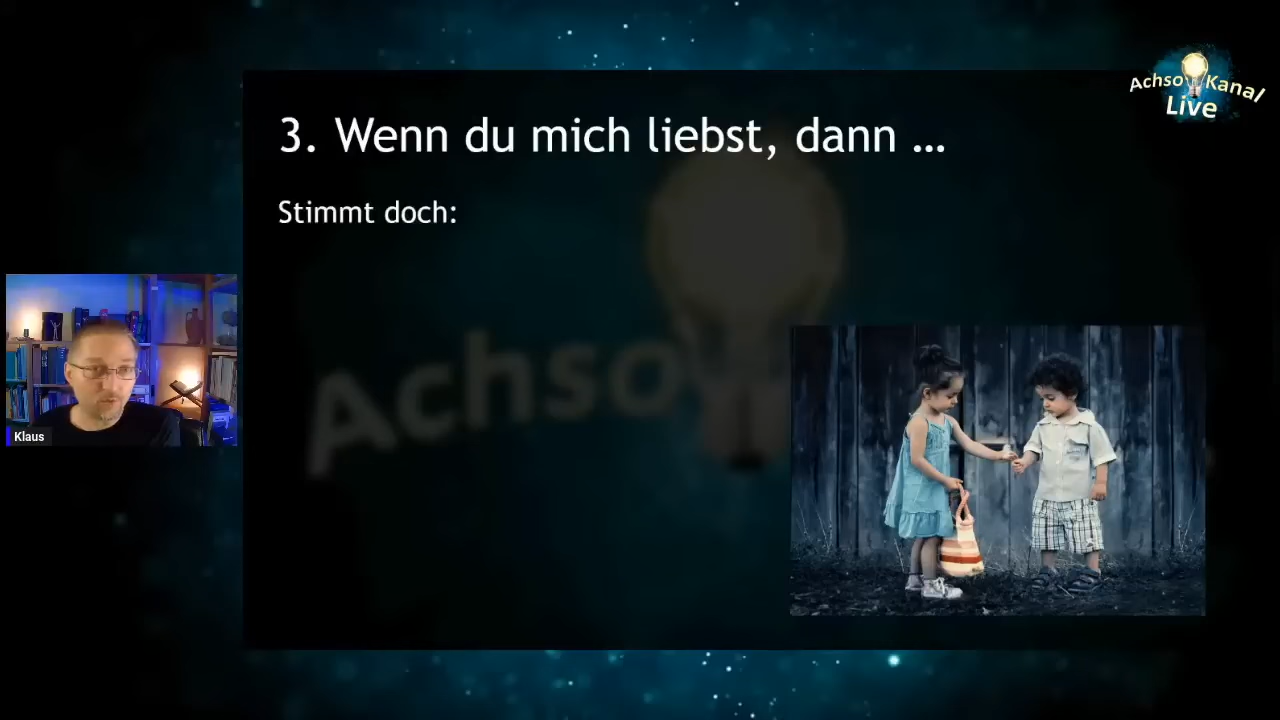 Achso Kanal
Live
3. Wenn du mich liebst, dann …
Stimmt doch:
Achso
Klaus